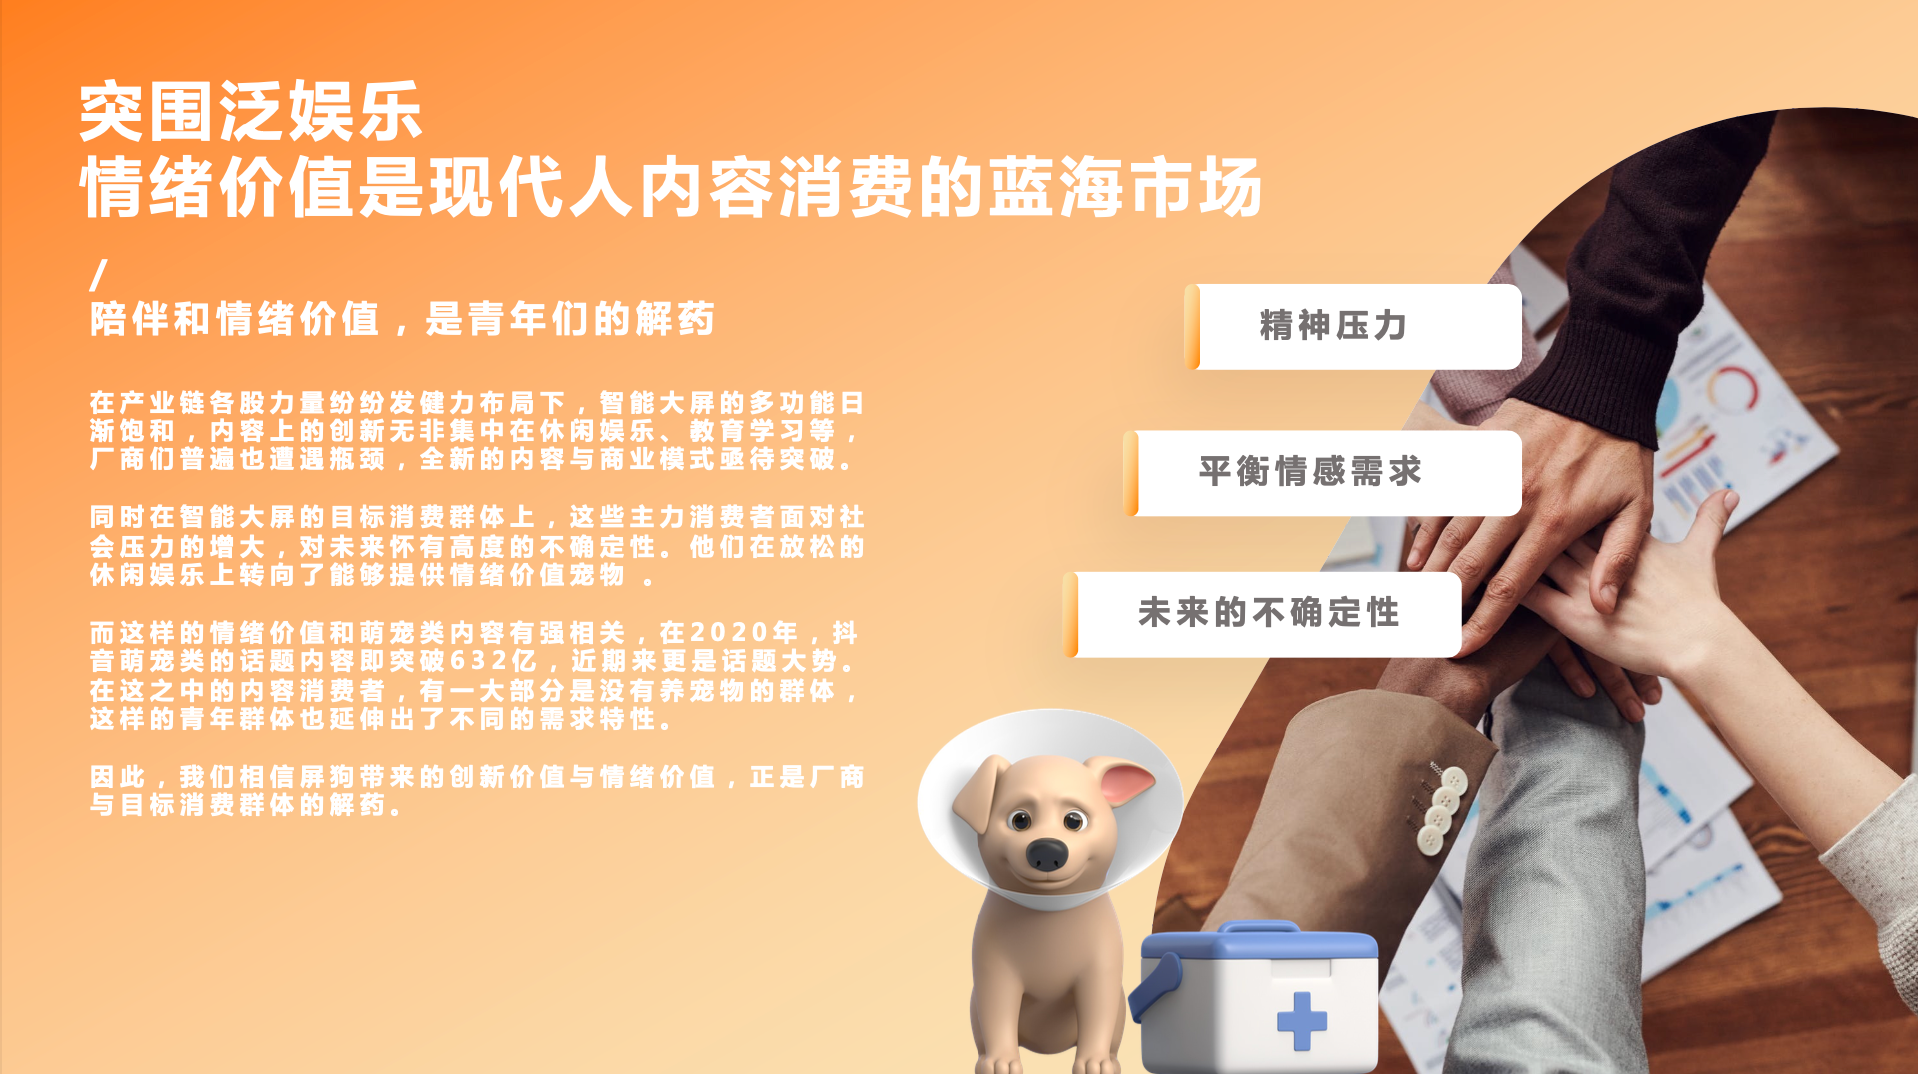 突围泛娱乐
情绪价值是现代人内容消费的蓝海市场
/
陪伴和情绪价值，是青年们的解药
在产业链各股力量纷纷发健力布局下，智能大屏的多功能日
渐饱和，内容上的创新无非集中在休闲娱乐、教育学习等，
厂商们普遍也遭遇瓶颈，全新的内容与商业模式亟待突破。
同时在智能大屏的目标消费群体上，这些主力消费者面对社
会压力的增大，对未来怀有高度的不确定性。他们在放松的
休闲娱乐上转向了能够提供情绪价值宠物 。
而这样的情绪价值和萌宠类内容有强相关，在2020年，抖
音萌宠类的话题内容即突破632亿，近期来更是话题大势。
在这之中的内容消费者，有一大部分是没有养宠物的群体，
这样的青年群体也延伸出了不同的需求特性。
因此，我们相信屏狗带来的创新价值与情绪价值，正是厂商
与目标消费群体的解药。
精神压力
平衡情感需求
未来的不确定性